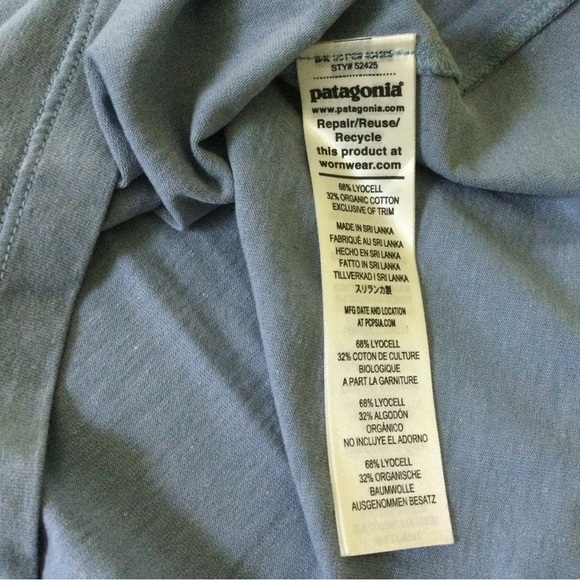 STY# 52425
patagonia®
www.patagonia.com
Repair/Reuse/
Recycle
this product at
wornwear.com
68% LYOCELL
32% ORGANIC COTTON
EXCLUSIVE OF TRIM
MADE IN SRI LANKA
FABRIQUÉ AU SRI LANKA
HECHO EN SRI LANKA
FATTO IN SRI LANKA
TILLVERKAD I SRI LANKA
スリランカ製
MFG DATE AND LOCATION
AT PCPSIA.COM
68% LYOCELL
32% COTON DE CULTURE
BIOLOGIQUE
A PART LA GARNITURE
68% LYOCELL
32% ALGODÓN
ORGÁNICO
NO INCLUYE EL ADORNO
68% LYOCELL
32% ORGANISCHE
BAUMWOLLE
AUSGENOMMEN BESATZ